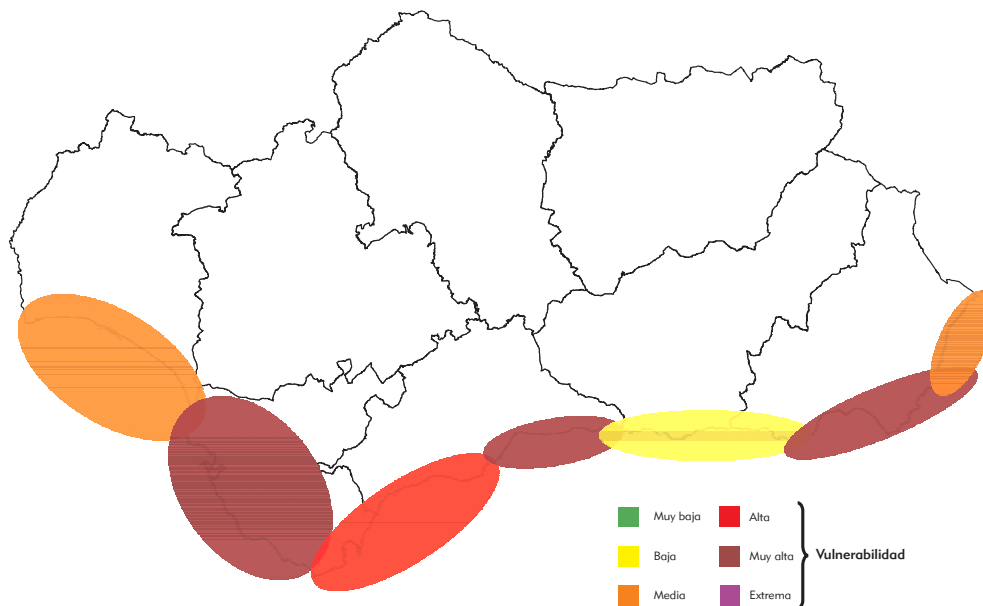 Muy baja
Alta
Baja
Muy alta
Vulnerabilidad
Media
Extrema